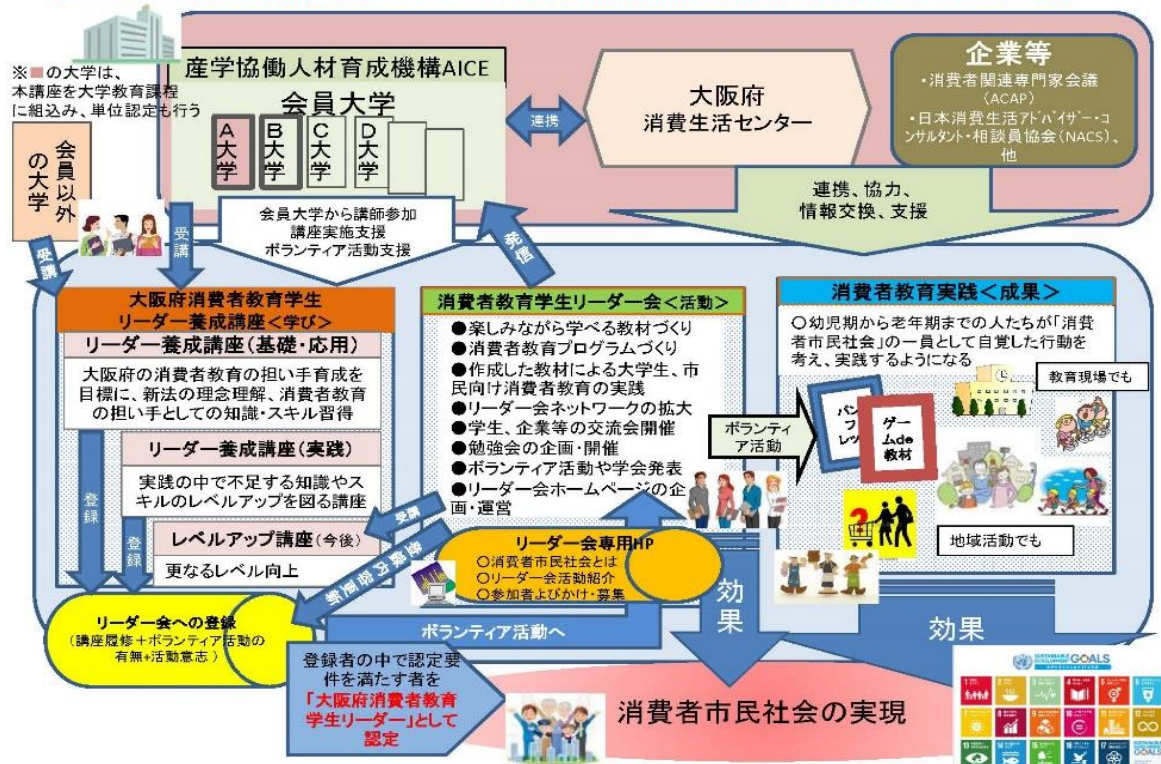 ※■の大学は、
本講座を大学教育課程
に組込み、単位認定も行う
会員以外
の大学
産学協働人材育成機構AICE
会員大学
A大学
B大学
C大学
D大学
連携
大阪府
消費生活センター
企業等
・消費者関連専門家会議
(ACAP)
・日本消費生活アドバイザー・コ
ンサルタント・相談員協会(NACS)、
他
会員大学から講師参加
講座実施支援
ボランティア活動支援
連携、協力、
情報交換、支援
受講
受講
発信
大阪府消費者教育学生
リーダー養成講座<学び>
リーダー養成講座(基礎・応用)
大阪府の消費者教育の担い手育成を
目標に、新法の理念理解、消費者教育
の担い手としての知識・スキル習得
リーダー養成講座(実践)
実践の中で不足する知識やス
キルのレベルアップを図る講座
レベルアップ講座(今後)
更なるレベル向上
登録
登録
消費者教育学生リーダー会<活動>
●楽しみながら学べる教材づくり
●消費者教育プログラムづくり
●作成した教材による大学生、市
民向け消費者教育の実践
●リーダー会ネットワークの拡大
●学生、企業等の交流会開催
●勉強会の企画・開催
●ボランティア活動や学会発表
●リーダー会ホームページの企
画・運営
受講
登録内容更新
リーダー会専用HP
○消費者市民社会とは
○リーダー会活動紹介
○参加者よびかけ・募集
ボランティ
ア活動
消費者教育実践<成果>
○幼児期から老年期までの人たちが「消費
者市民社会」の一員として自覚した行動を
考え、実践するようになる
教育現場でも
パン
フ
レッ
ゲー
ムde
教材
地域活動でも
リーダー会への登録
(講座履修+ボランティア活動の
有無+活動意志)
ボランティア活動へ
効果
効果
登録者の中で認定要
件を満たす者を
「大阪府消費者教育
学生リーダー」として
認定
消費者市民社会の実現
SUSTAINABLE
DEVELOPMENT
GOALS
1
2
3
4
5
6
7
8
9
10
11
12
13
14
15
16
17
SUSTAINABLE
DEVELOPMENT
GOALS